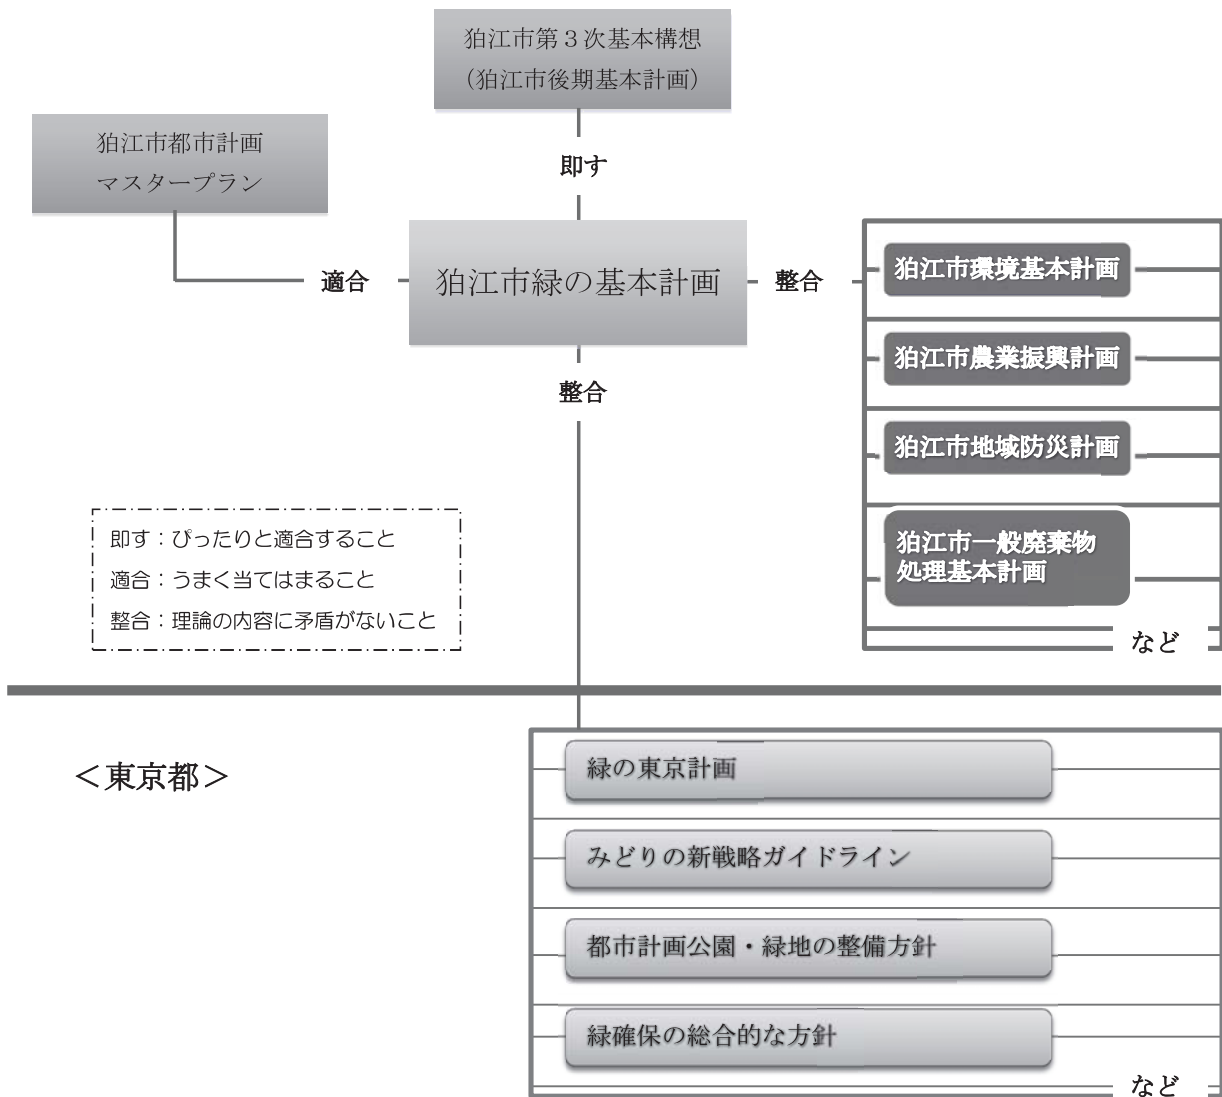 狛江市第３次基本構想
（狛江市後期基本計画）
狛江市都市計画
マスタープラン
即す
適合
狛江市緑の基本計画
整合
狛江市環境基本計画
狛江市農業振興計画
狛江市地域防災計画
狛江市一般廃棄物
処理基本計画
など
整合
即す：ぴったりと適合すること
適合：うまく当てはまること
整合：理論の内容に矛盾がないこと
＜東京都＞
緑の東京計画
みどりの新戦略ガイドライン
都市計画公園・緑地の整備方針
緑確保の総合的な方針
など